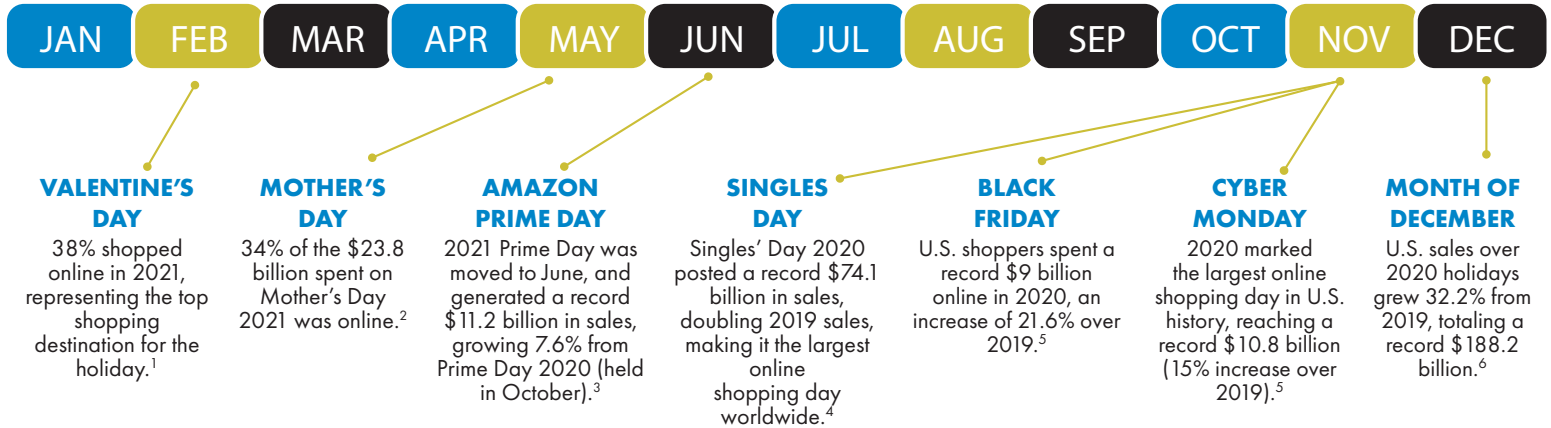 JAN FEB MAR APR MAY JUN JUL AUG SEP OCT NOV DEC
VALENTINE'S
DAY
38% shopped
online in 2021,
representing the top
shopping
destination for the
holiday.1
MOTHER'S
DAY
34% of the $23.8
billion spent on
Mother's Day
2021 was online.2
AMAZON
PRIME DAY
2021 Prime Day was
moved to June, and
generated a record
$11.2 billion in sales,
growing 7.6% from
Prime Day 2020 (held
in October).3
SINGLES
DAY
Singles' Day 2020
posted a record $74.1
billion in sales,
doubling 2019 sales,
making it the largest
online
shopping day
worldwide.4
BLACK
FRIDAY
U.S. shoppers spent a
record $9 billion
online in 2020, an
increase of 21.6% over
2019.5
CYBER
MONDAY
2020 marked
the largest online
shopping day in U.S.
history, reaching a
record $10.8 billion
(15% increase over
2019).5
MONTH OF
DECEMBER
U.S. sales over
2020 holidays
grew 32.2% from
2019, totaling a
record $188.2
billion.6